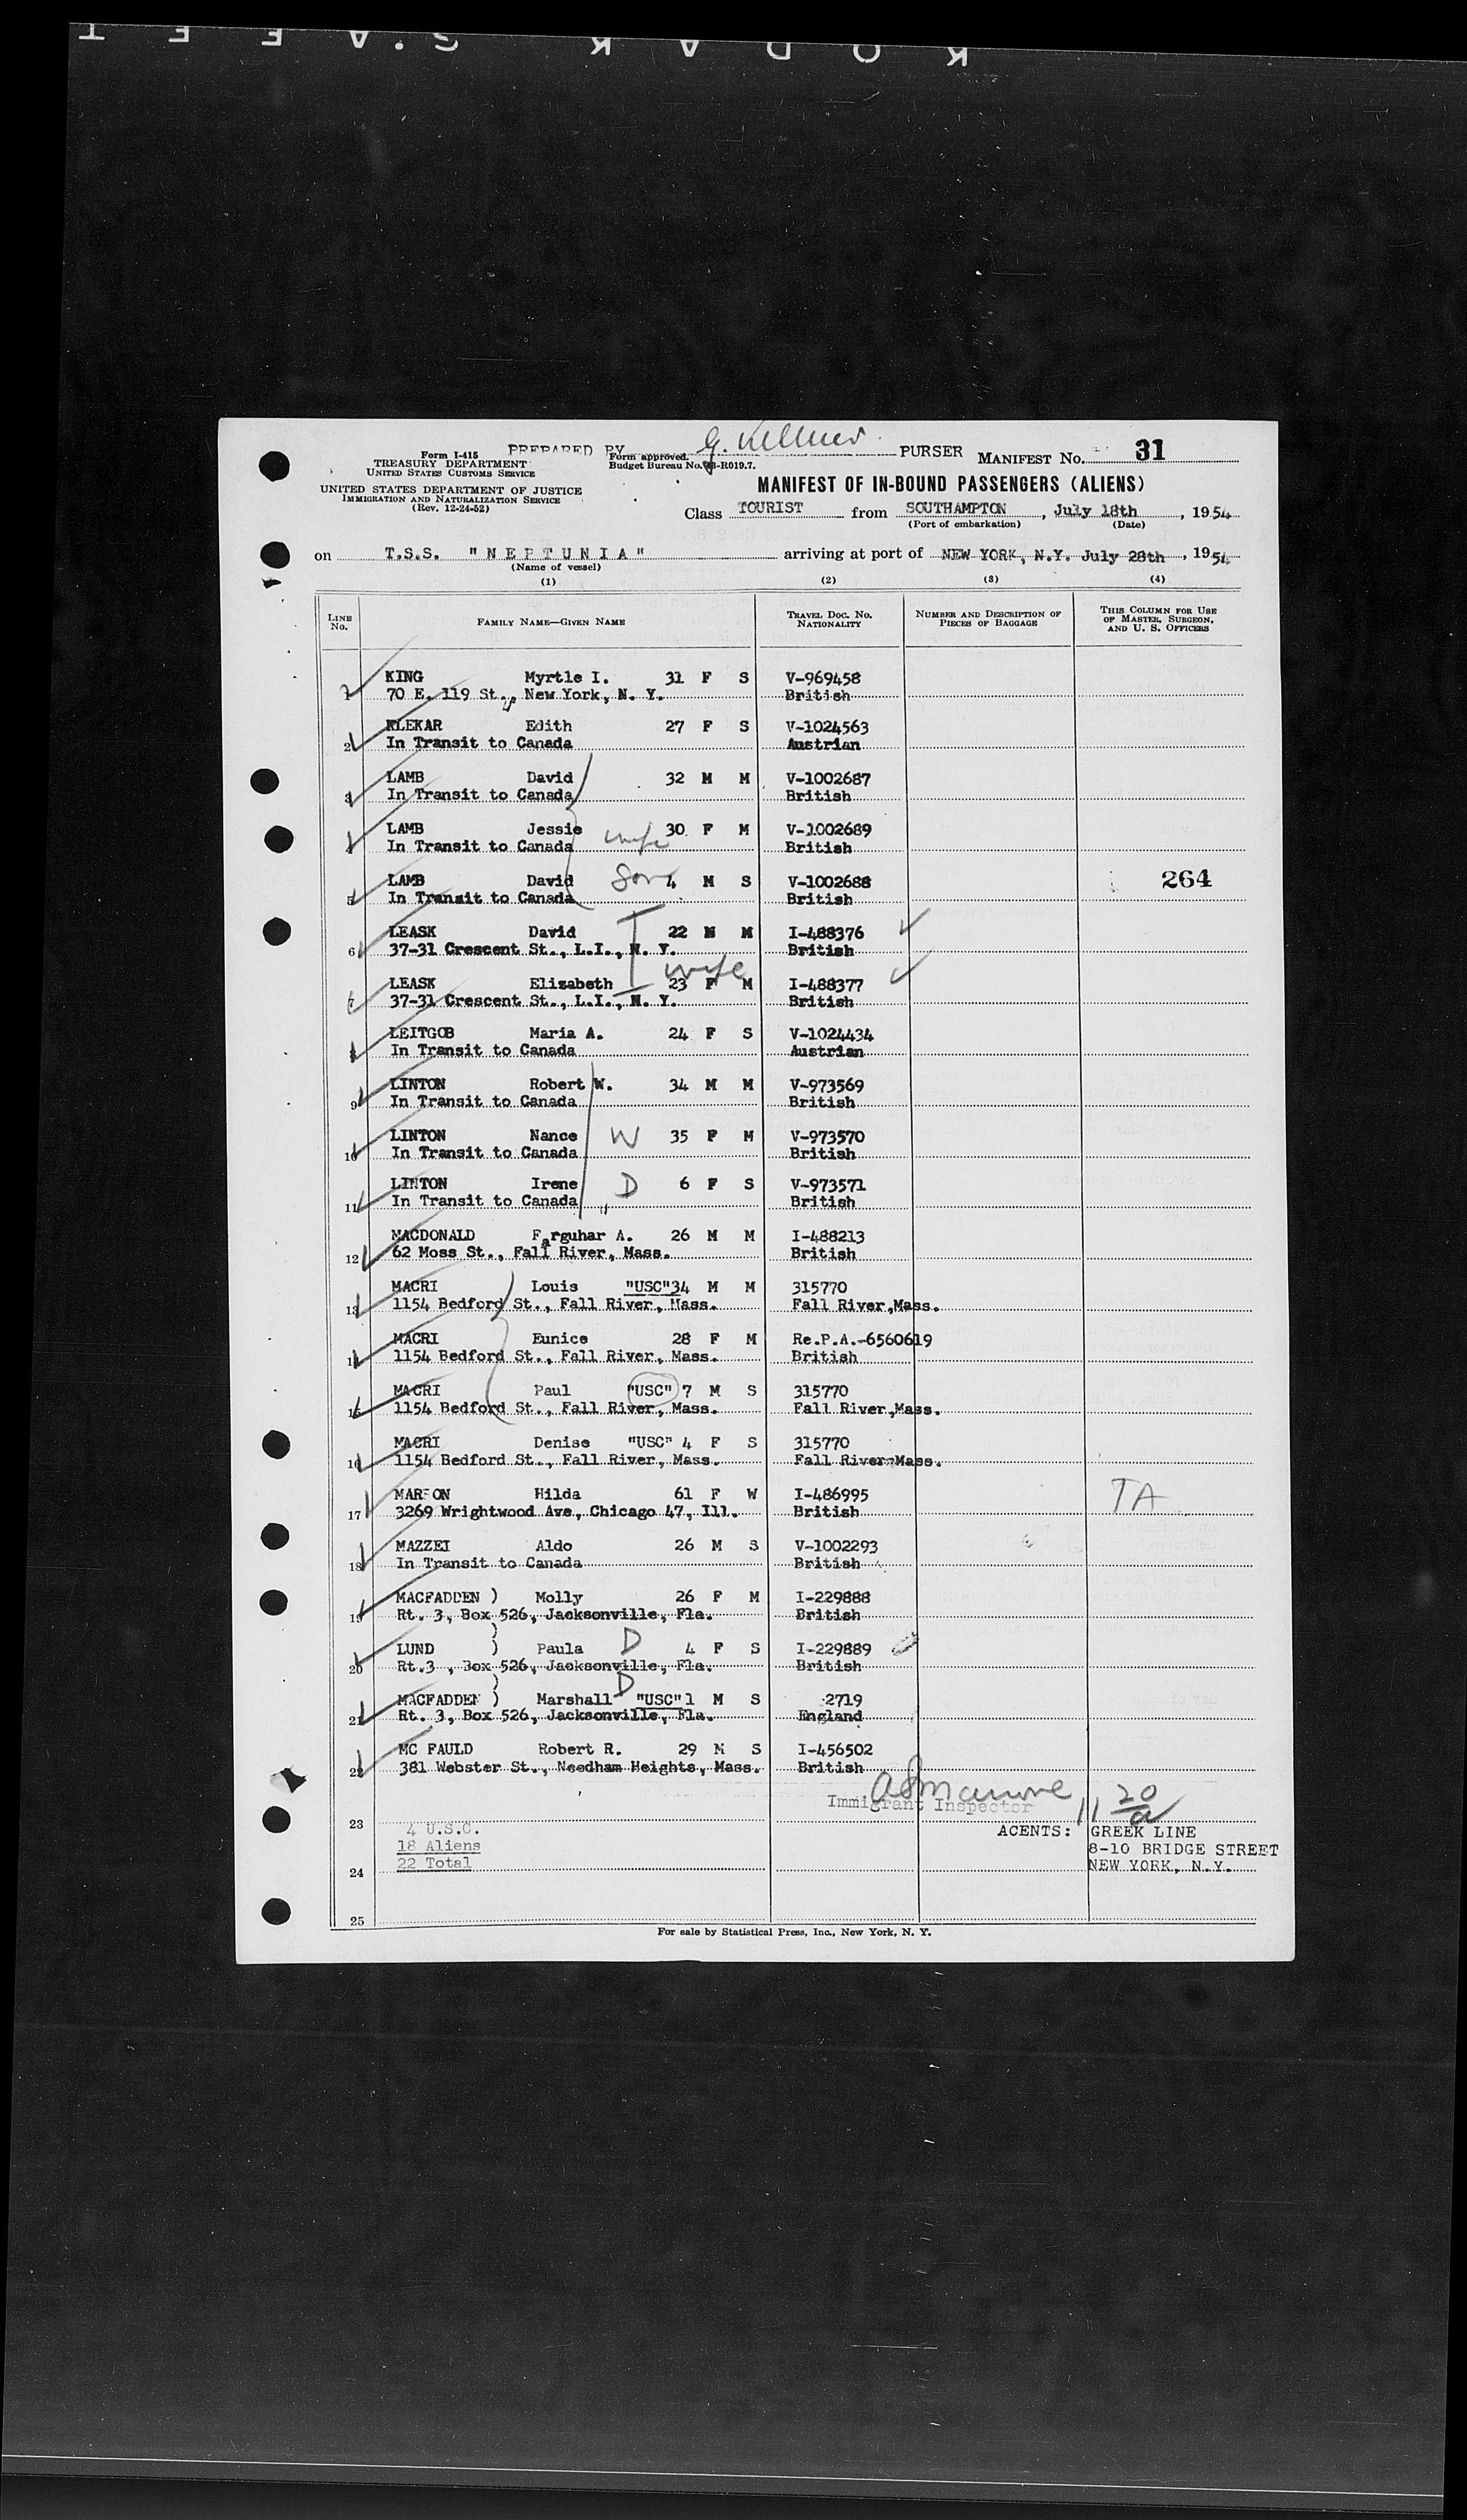 KODAK S.A.F.E.T
PREPARED BY G. Kellner PURSER MANIFEST No. 31
Form I-415
TREASURY DEPARTMENT
UNITED STATES CUSTOMS SERVICE
Form approved.
Budget Bureau No. 43-R019.7.
UNITED STATES DEPARTMENT OF JUSTICE
IMMIGRATION AND NATURALIZATION SERVICE
(Rev. 12-24-52)
MANIFEST OF IN-BOUND PASSENGERS (ALIENS)
Class TOURIST from SOUTHAMPTON, July 18th, 1954
(Port of embarkation) (Date)
on T.S.S. "NEPTUNIA" arriving at port of NEW YORK, N.Y. July 28th, 1954
(Name of vessel)
(1) (2) (3) (4)
LINE No. FAMILY NAME—GIVEN NAME TRAVEL DOC. NO. NATIONALITY NUMBER AND DESCRIPTION OF PIECES OF BAGGAGE THIS COLUMN FOR USE OF MASTER, SURGEON, AND U. S. OFFICERS
1 KING Myrtle I. 31 F S V-969458
70 E. 119 St., New York, N. Y. British
2 KLEKAR Edith 27 F S V-1024563
In Transit to Canada Austrian
3 LAMB David 32 M M V-1002687
In Transit to Canada British
4 LAMB Jessie wife 30 F M V-1002689
In Transit to Canada British
5 LAMB David Son 4 M S V-1002688 264
In Transit to Canada British
6 LEASK David 22 M M I-488376
37-31 Crescent St., L.I., N. Y. British
7 LEASK Elizabeth wife 23 F M I-488377
37-31 Crescent St., L.I., N. Y. British
8 LEITGOB Maria A. 24 F S V-1024434
In Transit to Canada Austrian
9 LINTON Robert W. 34 M M V-973569
In Transit to Canada British
10 LINTON Nance W 35 F M V-973570
In Transit to Canada British
11 LINTON Irene D 6 F S V-973571
In Transit to Canada British
12 MACDONALD Farguhar A. 26 M M I-488213
62 Moss St., Fall River, Mass. British
13 MACRI Louis "USC" 34 M M 315770
1154 Bedford St., Fall River, Mass. Fall River, Mass.
14 MACRI Eunice 28 F M Re.P.A.-6560619
1154 Bedford St., Fall River, Mass. British
15 MACRI Paul "USC" 7 M S 315770
1154 Bedford St., Fall River, Mass. Fall River, Mass.
16 MACRI Denise "USC" 4 F S 315770
1154 Bedford St., Fall River, Mass. Fall River Mass.
17 Hilda 61 F W I-486995 TA
3269 Wrightwood Ave, Chicago 47, Ill. British
18 MAZZEI Aldo 26 M S V-1002293
In Transit to Canada British
19 MACFADDEN ) Molly 26 F M I-229888
Rt. 3, Box 526, Jacksonville, Fla. British
20 LUND ) Paula D 4 F S I-229889
Rt.3 , Box 526, Jacksonville, Fla. British
21 MACFADDEN ) Marshall D "USC" 1 M S 2719
Rt. 3, Box 526, Jacksonville, Fla. England
22 MC FAULD Robert R. 29 M S I-456502
381 Webster St., Needham Heights, Mass. British
Immigrant Inspector
23 4 U.S.C. AGENTS: GREEK LINE
18 Aliens 8-10 BRIDGE STREET
24 22 Total NEW YORK, N.Y.
25
For sale by Statistical Press, Inc., New York, N. Y.